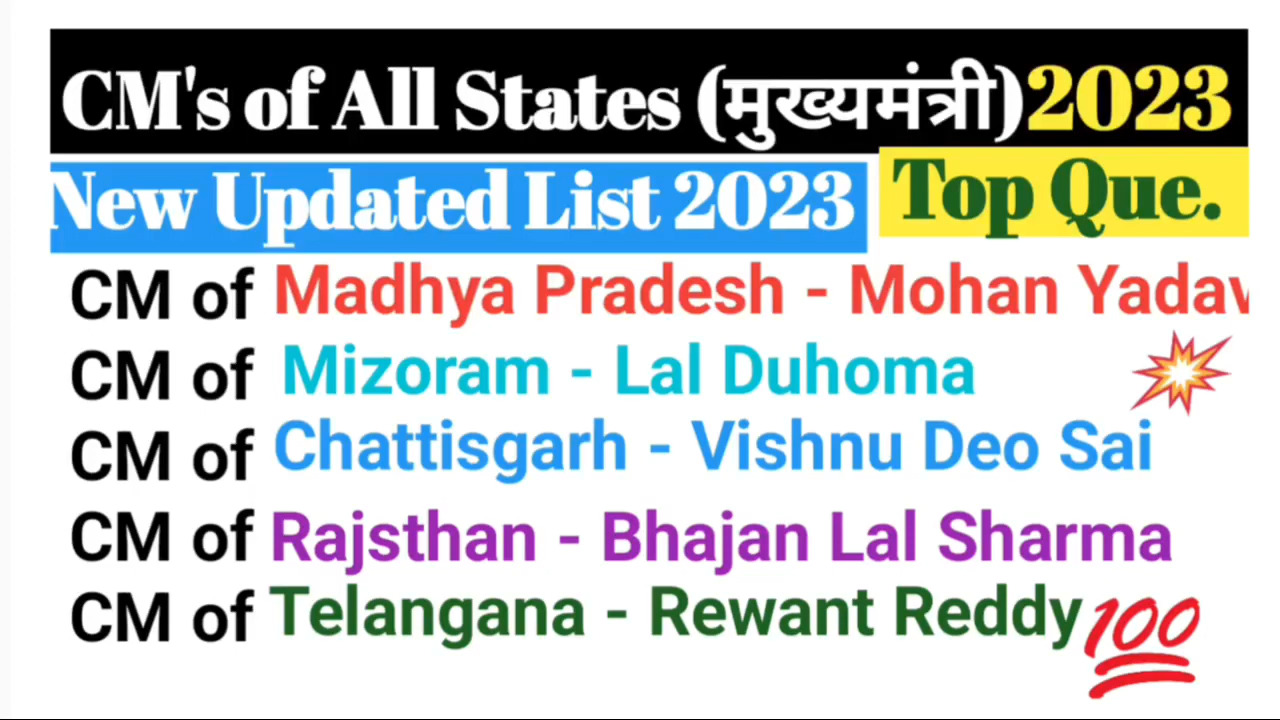 CM's of All States (मुख्यमंत्री)2023
New Updated List 2023 Top Que.
CM of Madhya Pradesh - Mohan Yadav
CM of Mizoram - Lal Duhoma
CM of Chattisgarh - Vishnu Deo Sai
CM of Rajsthan - Bhajan Lal Sharma
CM of Telangana - Rewant Reddy 100